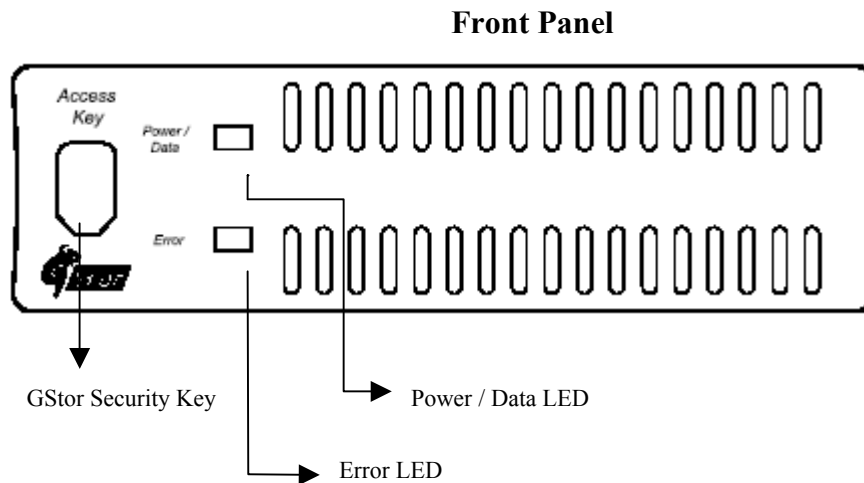 Front Panel
Access
Key
Power /
Data
Error
GStor Security Key
Power / Data LED
Error LED